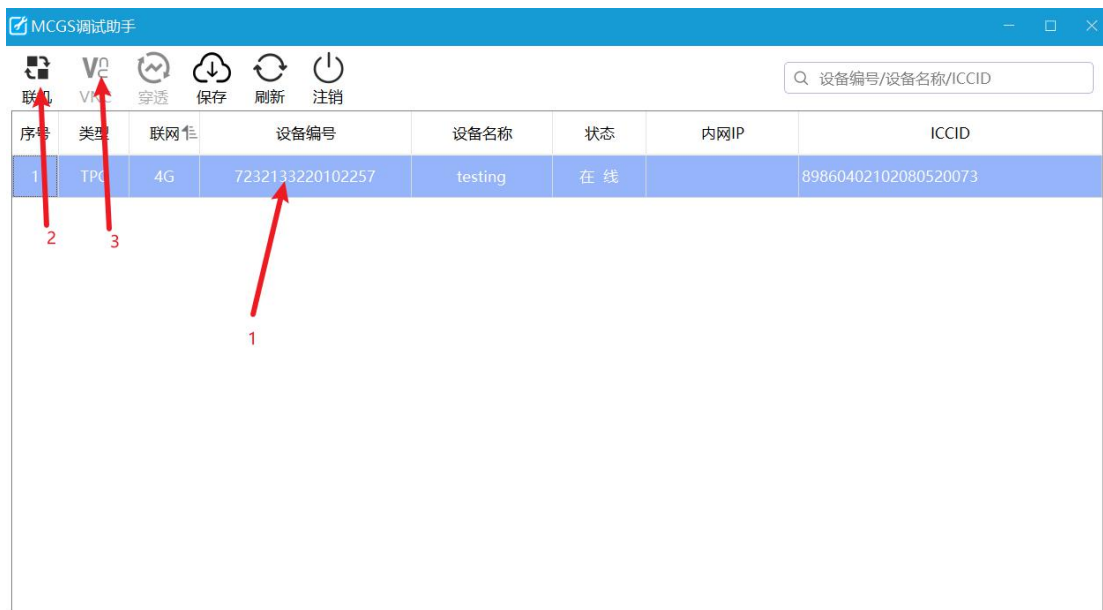 MCGS调试助手
联机 VNC 穿透 保存 刷新 注销
设备编号/设备名称/ICCID
序号 类型 联网 设备编号 设备名称 状态 内网IP ICCID
1 TPC 4G 7232133220102257 testing 在 线 89860402102080520073
2
3
1